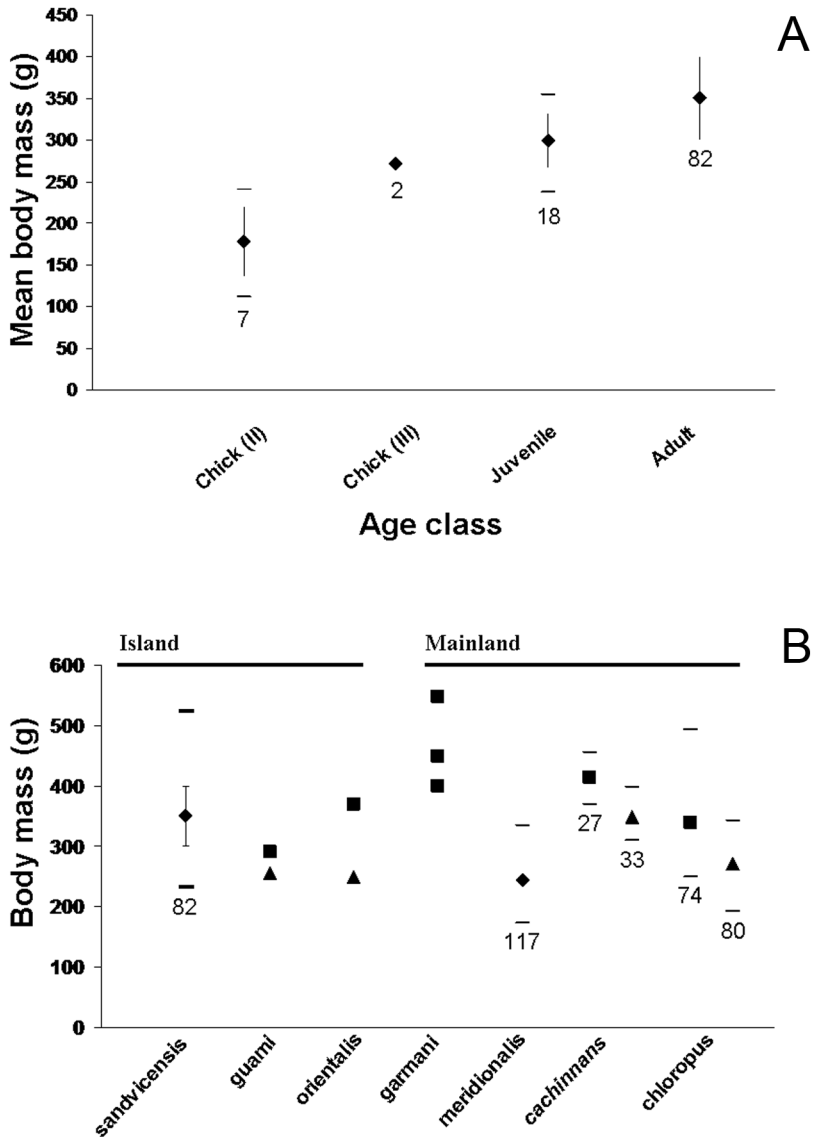 A
450
400
350
300
250
200
150
100
50
0
Mean body mass (g)
7
2
18
82
Chick (II)
Chick (III)
Juvenile
Adult
Age class
B
Island
Mainland
600
500
400
300
200
100
0
Body mass (g)
82
117
27
33
74
80
sandvicensis
guami
orientalis
garmani
meridionalis
cachinnans
chloropus